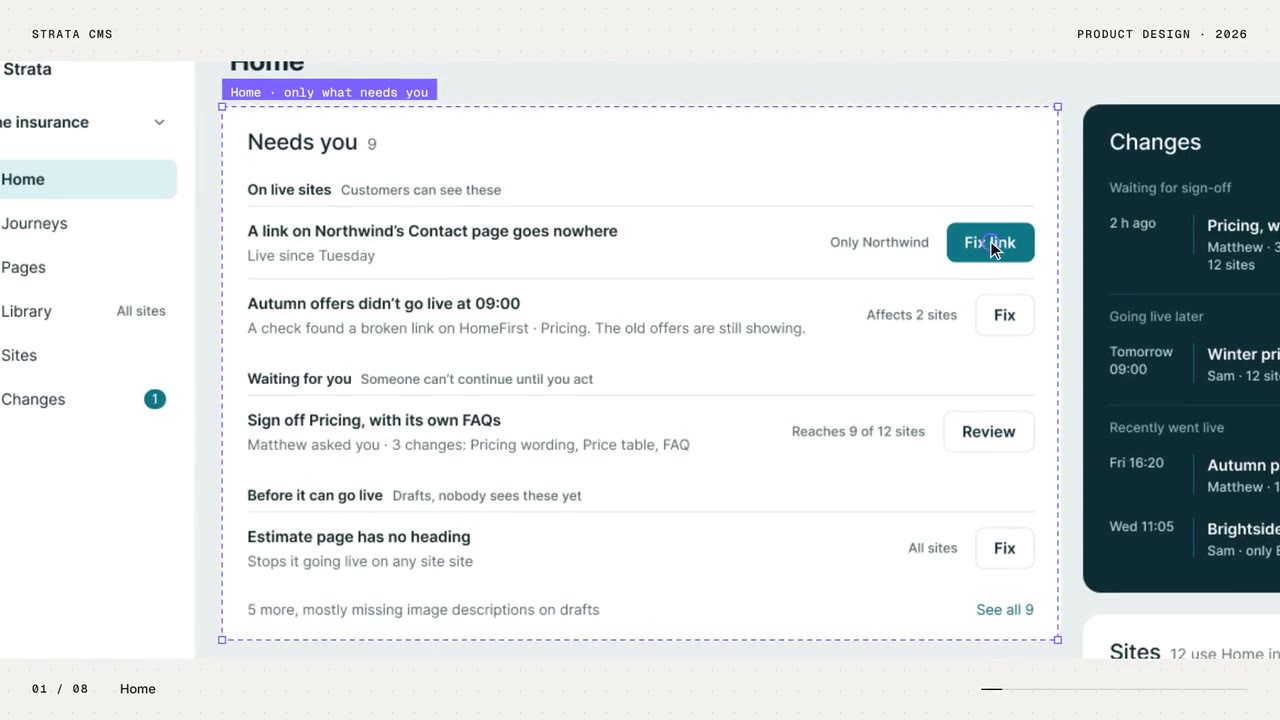 STRATA CMS
PRODUCT DESIGN · 2026
Strata
Home
Home · only what needs you
insurance
Home
Journeys
Pages
Library All sites
Sites
Changes 1
Needs you 9
On live sites Customers can see these
A link on Northwind’s Contact page goes nowhere
Live since Tuesday
Only Northwind
Fix link
Autumn offers didn’t go live at 09:00
A check found a broken link on HomeFirst · Pricing. The old offers are still showing.
Affects 2 sites
Fix
Waiting for you Someone can’t continue until you act
Sign off Pricing, with its own FAQs
Matthew asked you · 3 changes: Pricing wording, Price table, FAQ
Reaches 9 of 12 sites
Review
Before it can go live Drafts, nobody sees these yet
Estimate page has no heading
Stops it going live on any site site
All sites
Fix
5 more, mostly missing image descriptions on drafts
See all 9
Changes
Waiting for sign-off
2 h ago
Pricing,
Matthew · 3
12 sites
Going live later
Tomorrow
09:00
Winter
Sam · 12
Recently went live
Fri 16:20
Autumn
Matthew ·
Wed 11:05
Brightside
Sam · only
Sites 12 use Home
01 / 08
Home